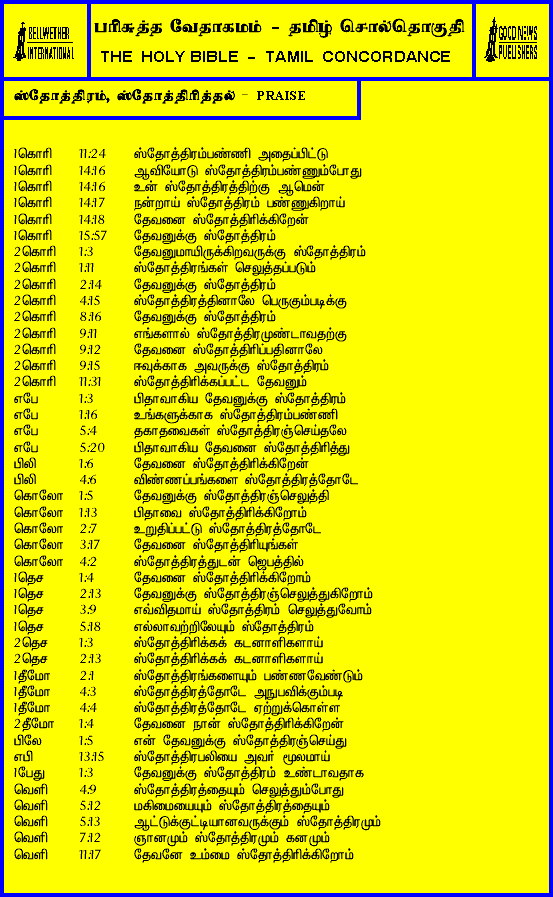 BELLWETHER
INTERNATIONAL
பரிசுத்த வேதாகமம் - தமிழ் சொல்தொகுதி
THE HOLY BIBLE - TAMIL CONCORDANCE
GOOD NEWS
PUBLISHERS
ஸ்தோத்திரம், ஸ்தோத்திரித்தல் - PRAISE
1கொரி 11:24 ஸ்தோத்திரம்பண்ணி அதைப்பிட்டு
1கொரி 14:16 ஆவியோடு ஸ்தோத்திரம்பண்ணும்போது
1கொரி 14:16 உன் ஸ்தோத்திரத்திற்கு ஆமென்
1கொரி 14:17 நன்றாய் ஸ்தோத்திரம் பண்ணுகிறாய்
1கொரி 14:18 தேவனை ஸ்தோத்திரிக்கிறேன்
1கொரி 15:57 தேவனுக்கு ஸ்தோத்திரம்
2கொரி 1:3 தேவனுமாயிருக்கிறவருக்கு ஸ்தோத்திரம்
2கொரி 1:11 ஸ்தோத்திரங்கள் செலுத்தப்படும்
2கொரி 2:14 தேவனுக்கு ஸ்தோத்திரம்
2கொரி 4:15 ஸ்தோத்திரத்தினாலே பெருகும்படிக்கு
2கொரி 8:16 தேவனுக்கு ஸ்தோத்திரம்
2கொரி 9:11 எங்களால் ஸ்தோத்திரமுண்டாவதற்கு
2கொரி 9:12 தேவனை ஸ்தோத்திரிப்பதினாலே
2கொரி 9:15 ஈவுக்காக அவருக்கு ஸ்தோத்திரம்
2கொரி 11:31 ஸ்தோத்திரிக்கப்பட்ட தேவனும்
எபே 1:3 பிதாவாகிய தேவனுக்கு ஸ்தோத்திரம்
எபே 1:16 உங்களுக்காக ஸ்தோத்திரம்பண்ணி
எபே 5:4 தகாதவைகள் ஸ்தோத்திரஞ்செய்தலே
எபே 5:20 பிதாவாகிய தேவனை ஸ்தோத்திரித்து
பிலி 1:6 தேவனை ஸ்தோத்திரிக்கிறேன்
பிலி 4:6 விண்ணப்பங்களை ஸ்தோத்திரத்தோடே
கொலோ 1:5 தேவனுக்கு ஸ்தோத்திரஞ்செலுத்தி
கொலோ 1:13 பிதாவை ஸ்தோத்திரிக்கிறோம்
கொலோ 2:7 உறுதிப்பட்டு ஸ்தோத்திரத்தோடே
கொலோ 3:17 தேவனை ஸ்தோத்திரியுங்கள்
கொலோ 4:2 ஸ்தோத்திரத்துடன் ஜெபத்தில்
1தெச 1:4 தேவனை ஸ்தோத்திரிக்கிறோம்
1தெச 2:13 தேவனுக்கு ஸ்தோத்திரஞ்செலுத்துகிறோம்
1தெச 3:9 எவ்விதமாய் ஸ்தோத்திரம் செலுத்துவோம்
1தெச 5:18 எல்லாவற்றிலேயும் ஸ்தோத்திரம்
2தெச 1:3 ஸ்தோத்திரிக்கக் கடனாளிகளாய்
2தெச 2:13 ஸ்தோத்திரிக்கக் கடனாளிகளாய்
1தீமோ 2:1 ஸ்தோத்திரங்களையும் பண்ணவேண்டும்
1தீமோ 4:3 ஸ்தோத்திரத்தோடே அநுபவிக்கும்படி
1தீமோ 4:4 ஸ்தோத்திரத்தோடே ஏற்றுக்கொள்ள
2தீமோ 1:4 தேவனை நான் ஸ்தோத்திரிக்கிறேன்
பிலே 1:5 என் தேவனுக்கு ஸ்தோத்திரஞ்செய்து
எபி 13:15 ஸ்தோத்திரபலியை அவர் மூலமாய்
1பேது 1:3 தேவனுக்கு ஸ்தோத்திரம் உண்டாவதாக
வெளி 4:9 ஸ்தோத்திரத்தையும் செலுத்தும்போது
வெளி 5:12 மகிமையையும் ஸ்தோத்திரத்தையும்
வெளி 5:13 ஆட்டுக்குட்டியானவருக்கும் ஸ்தோத்திரமும்
வெளி 7:12 ஞானமும் ஸ்தோத்திரமும் கனமும்
வெளி 11:17 தேவனே உம்மை ஸ்தோத்திரிக்கிறோம்